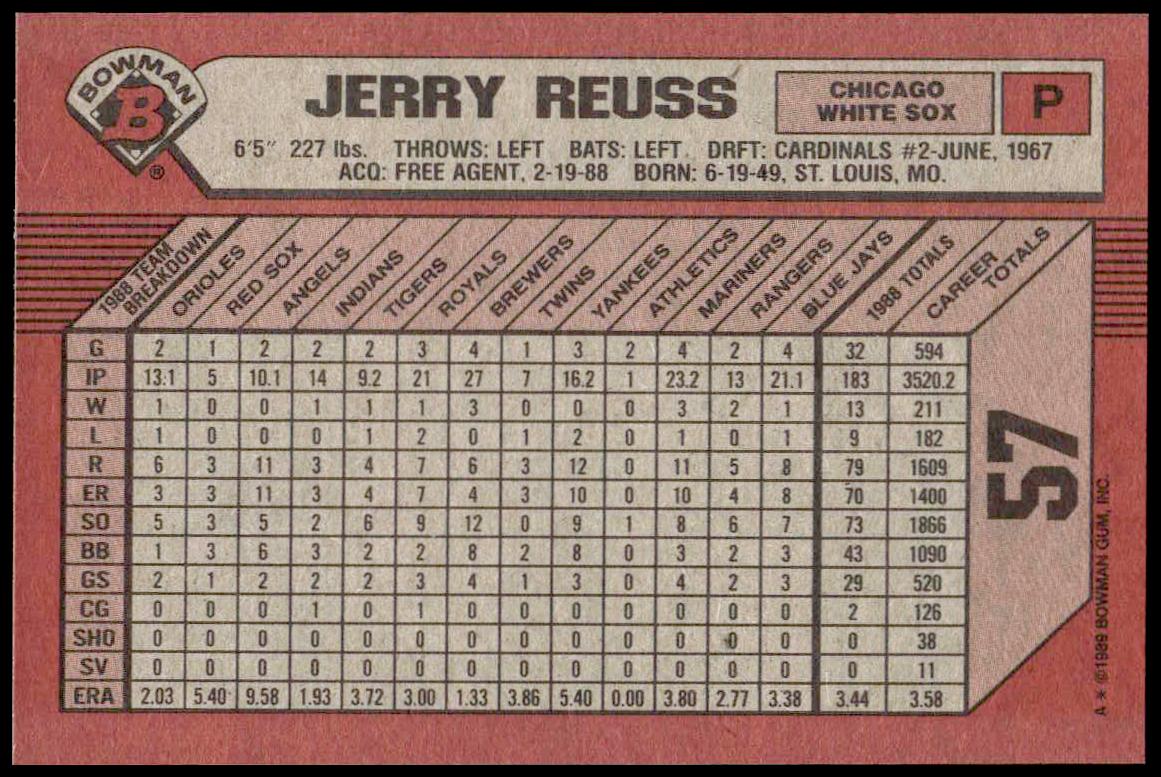 BOWMAN
B
®
JERRY REUSS
CHICAGO
WHITE SOX
P
6'5" 227 lbs. THROWS: LEFT BATS: LEFT DRFT: CARDINALS #2-JUNE, 1967
ACQ: FREE AGENT, 2-19-88 BORN: 6-19-49, ST. LOUIS, MO.
1988 TEAM BREAKDOWN ORIOLES RED SOX ANGELS INDIANS TIGERS ROYALS BREWERS TWINS YANKEES ATHLETICS MARINERS RANGERS BLUE JAYS 1988 TOTALS CAREER TOTALS
G 2 1 2 2 2 3 4 1 3 2 4 2 4 32 594
IP 13.1 5 10.1 14 9.2 21 27 7 16.2 1 23.2 13 21.1 183 3520.2
W 1 0 0 1 1 1 3 0 0 0 3 2 1 13 211
L 1 0 0 0 1 2 0 1 2 0 1 0 1 9 182
R 6 3 11 3 4 7 6 3 12 0 11 5 8 79 1609
ER 3 3 11 3 4 7 4 3 10 0 10 4 8 70 1400
SO 5 3 5 2 6 9 12 0 9 1 8 6 7 73 1866
BB 1 3 6 3 2 2 8 2 8 0 3 2 3 43 1090
GS 2 1 2 2 2 3 4 1 3 0 4 2 3 29 520
CG 0 0 0 1 0 1 0 0 0 0 0 0 0 2 126
SHO 0 0 0 0 0 0 0 0 0 0 0 0 0 0 38
SV 0 0 0 0 0 0 0 0 0 0 0 0 0 0 11
ERA 2.03 5.40 9.58 1.93 3.72 3.00 1.33 3.86 5.40 0.00 3.80 2.77 3.38 3.44 3.58
57
A * ©1989 BOWMAN GUM, INC.